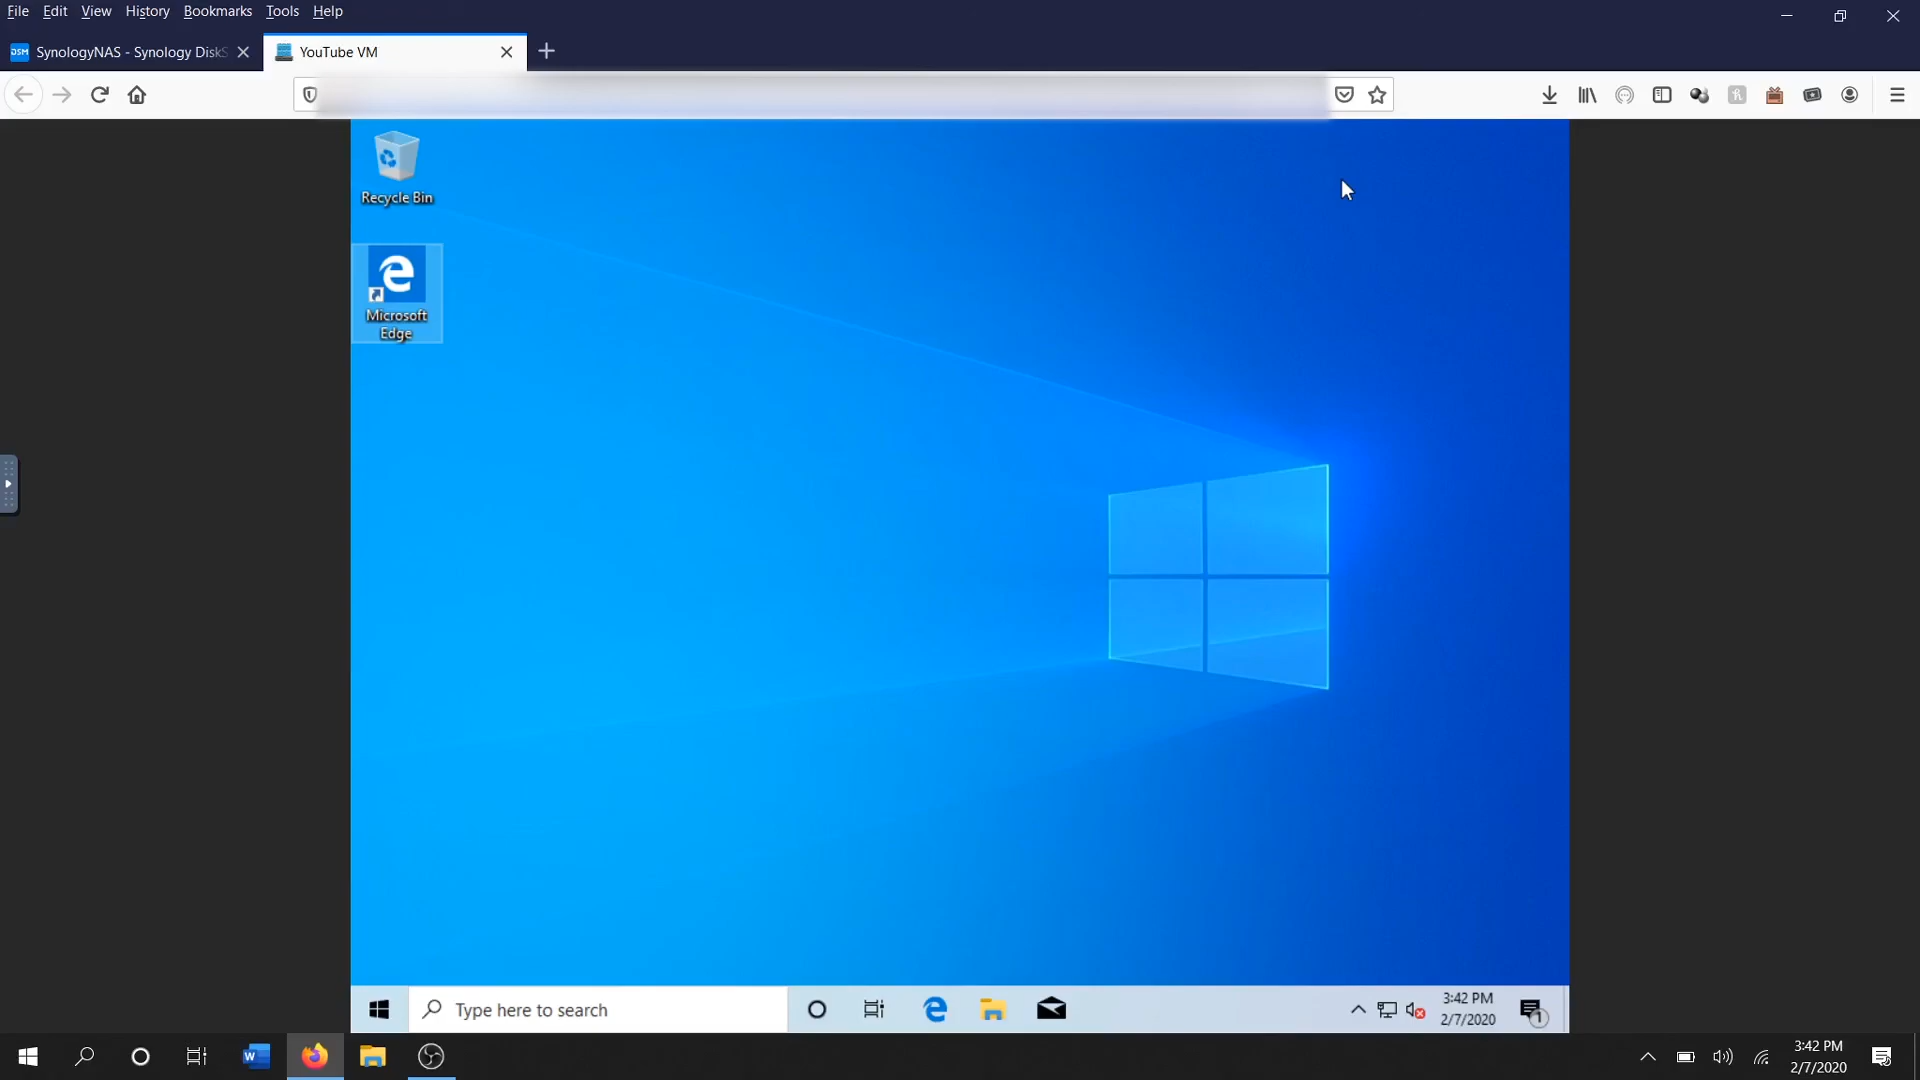 File Edit View History Bookmarks Tools Help
SynologyNAS - Synology DiskS
YouTube VM
Recycle Bin
Microsoft
Edge
Type here to search
3:42 PM
2/7/2020
1
3:42 PM
2/7/2020